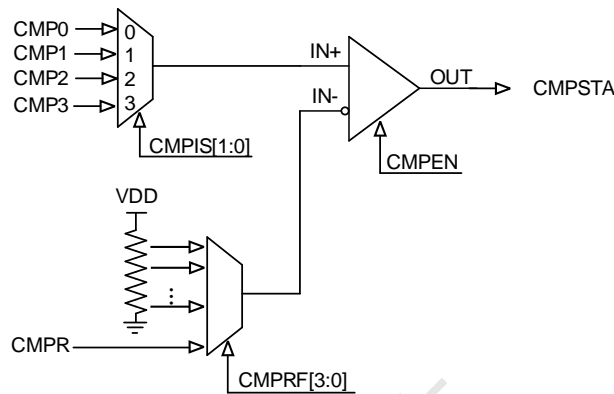 CMP0
0
CMP1
1
CMP2
2
CMP3
3
CMPIS[1:0]
IN+
IN-
OUT
CMPSTA
CMPEN
VDD
CMPR
CMPRF[3:0]